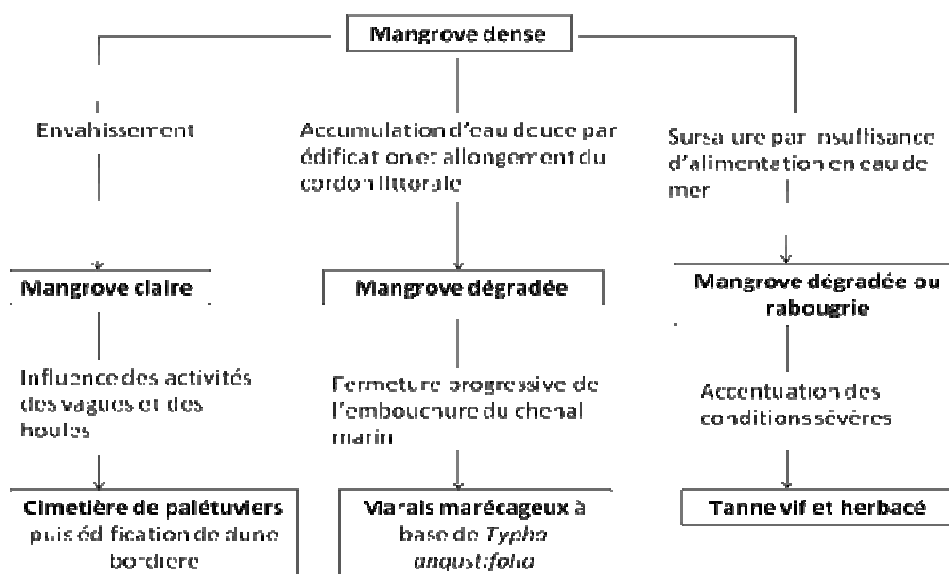 Mangrove dense
Envahissement
Accumulation d'eau douce par
édification et allongement du
cordon littorale
Sursalure par insuffisance
d'alimentation en eau de
mer
Mangrove claire
Mangrove dégradée
Mangrove dégradée ou
rabougrie
Influence des activités
des vagues et des
houles
Fermeture progressive de
l'embouchure du chenal
marin
Accentuation des
conditions sévères
Cimetière de palétuviers
puis édification de dune
bordière
Marais marécageux à
base de Typha
angustifolia
Tanne vif et herbacé